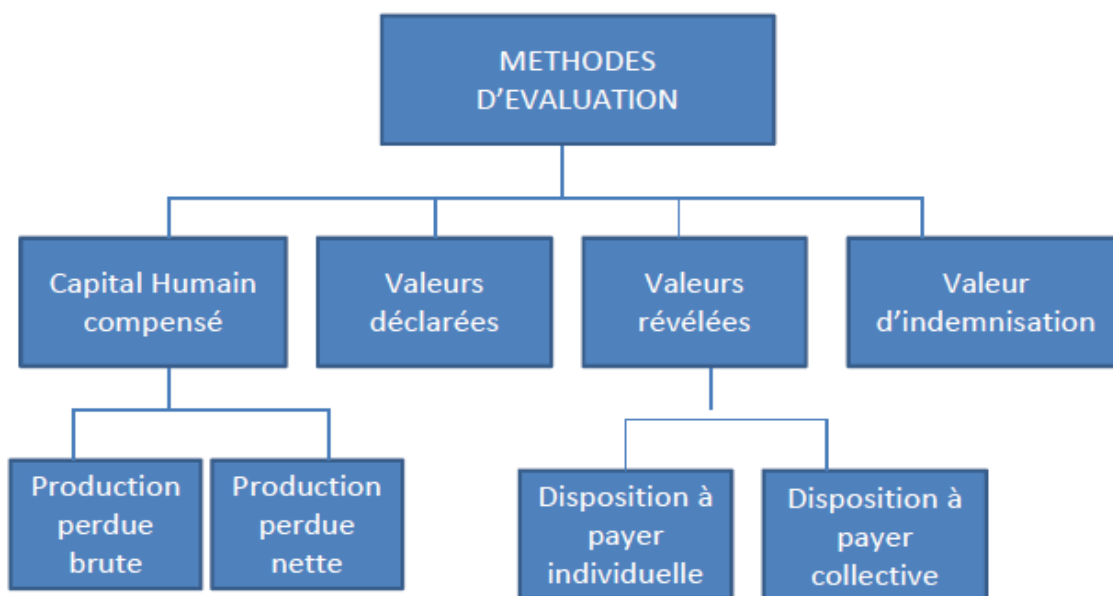 METHODES
D’EVALUATION
Capital Humain
compensé
Valeurs
déclarées
Valeurs
révélées
Valeur
d’indemnisation
Production
perdue
brute
Production
perdue
nette
Disposition à
payer
individuelle
Disposition à
payer
collective